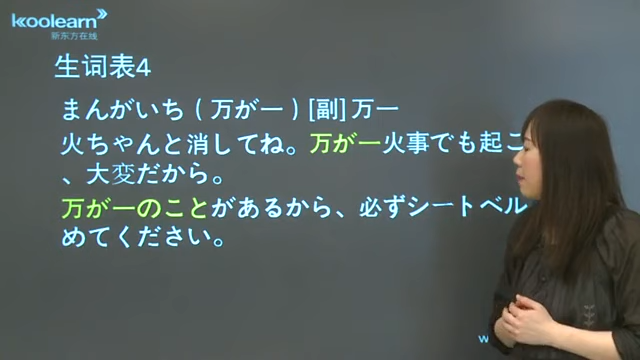 koolearn
新东方在线
生词表4
まんがいち（万が一）[副]万一
火ちゃんと消してね。万が一火事でも起こ
、大変だから。
万が一のことがあるから、必ずシートベル
めてください。
w